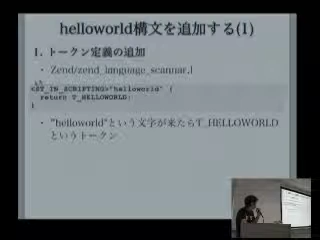 helloworld構文を追加する(1)
1. トークン定義の追加
・ Zend/zend_language_scannar.l
<ST_IN_SCRIPTING>"helloworld" {
return T_HELLOWORLD;
}
・ "helloworld"という文字が来たらT_HELLOWORLD
というトークン